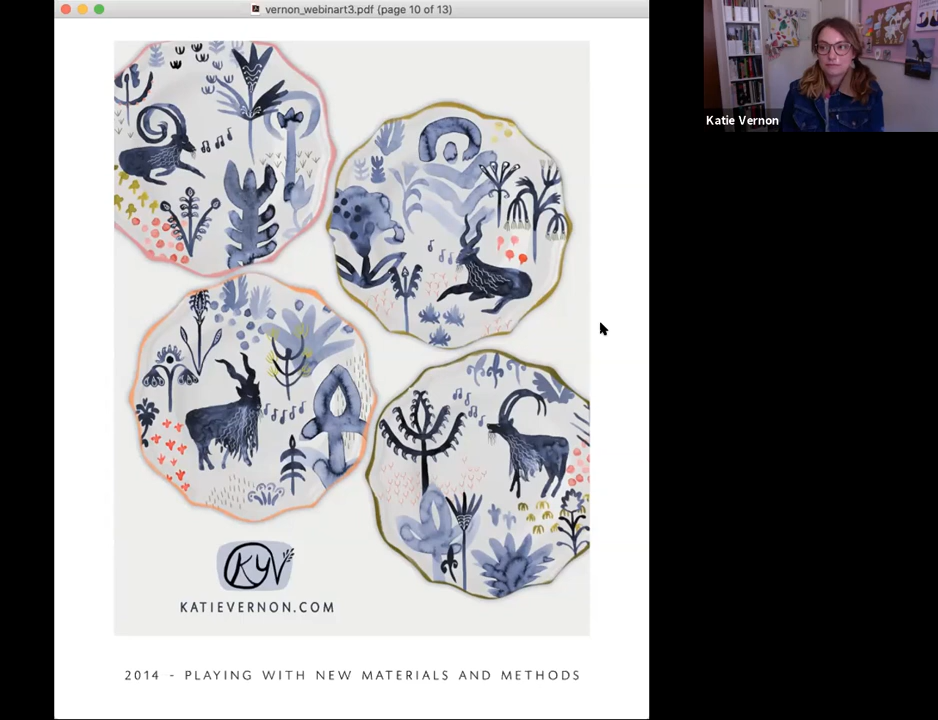 vernon_webinart3.pdf (page 10 of 13)
Katie Vernon
KYV
KATIEVERNON.COM
2014 - PLAYING WITH NEW MATERIALS AND METHODS